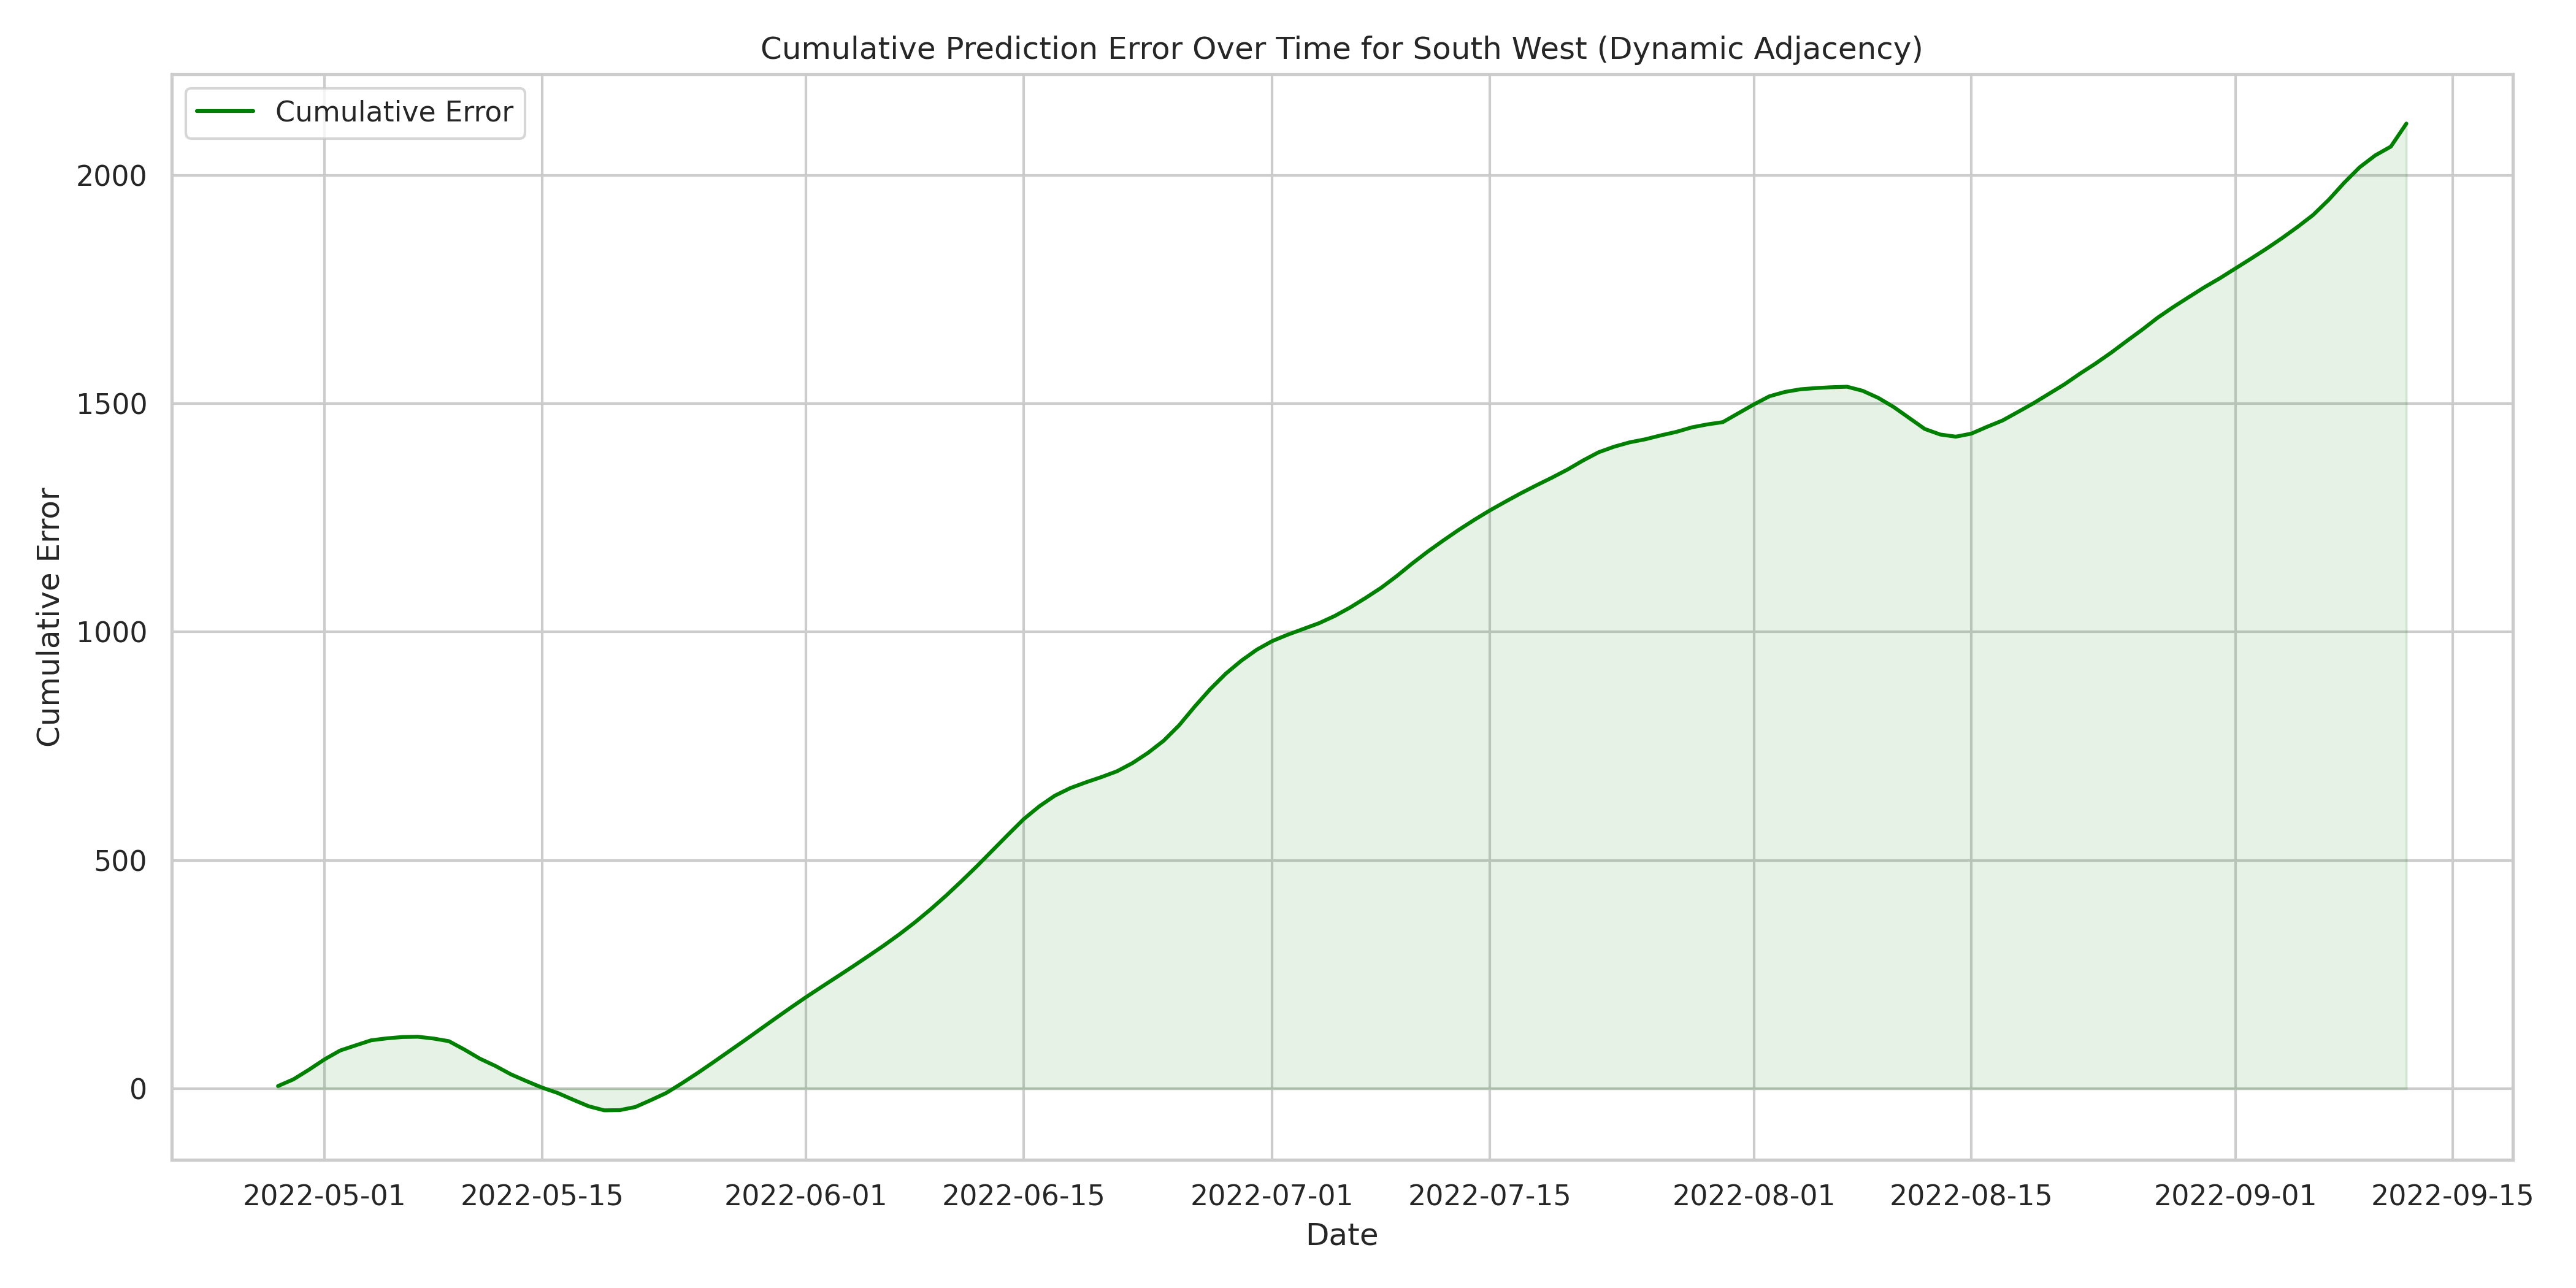 Cumulative Prediction Error Over Time for South West (Dynamic Adjacency)
Cumulative Error
2000
1500
1000
500
0
Cumulative Error
2022-05-01 2022-05-15 2022-06-01 2022-06-15 2022-07-01 2022-07-15 2022-08-01 2022-08-15 2022-09-01 2022-09-15
Date